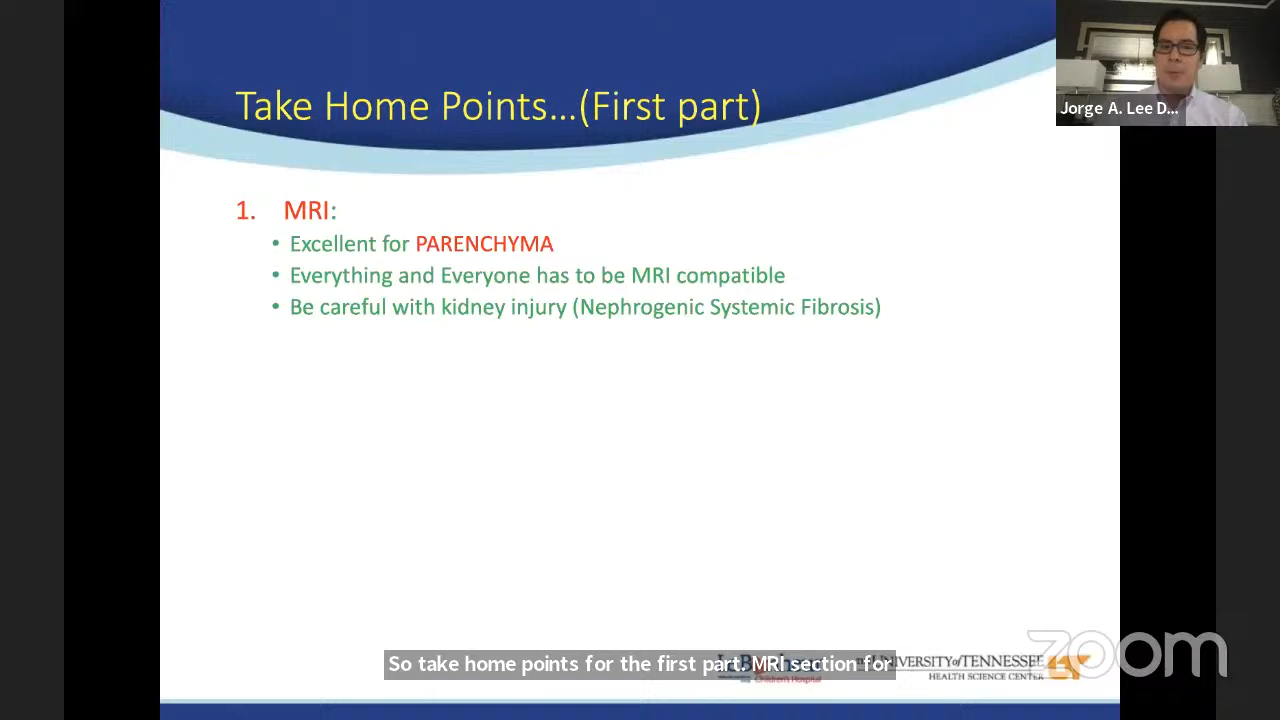 Take Home Points...(First part)
Jorge A. Lee D...
1. MRI:
• Excellent for PARENCHYMA
• Everything and Everyone has to be MRI compatible
• Be careful with kidney injury (Nephrogenic Systemic Fibrosis)
So take home points for the first part. MRI section for
UNIVERSITY of TENNESSEE
HEALTH SCIENCE CENTER
Children's Hospital
zoom